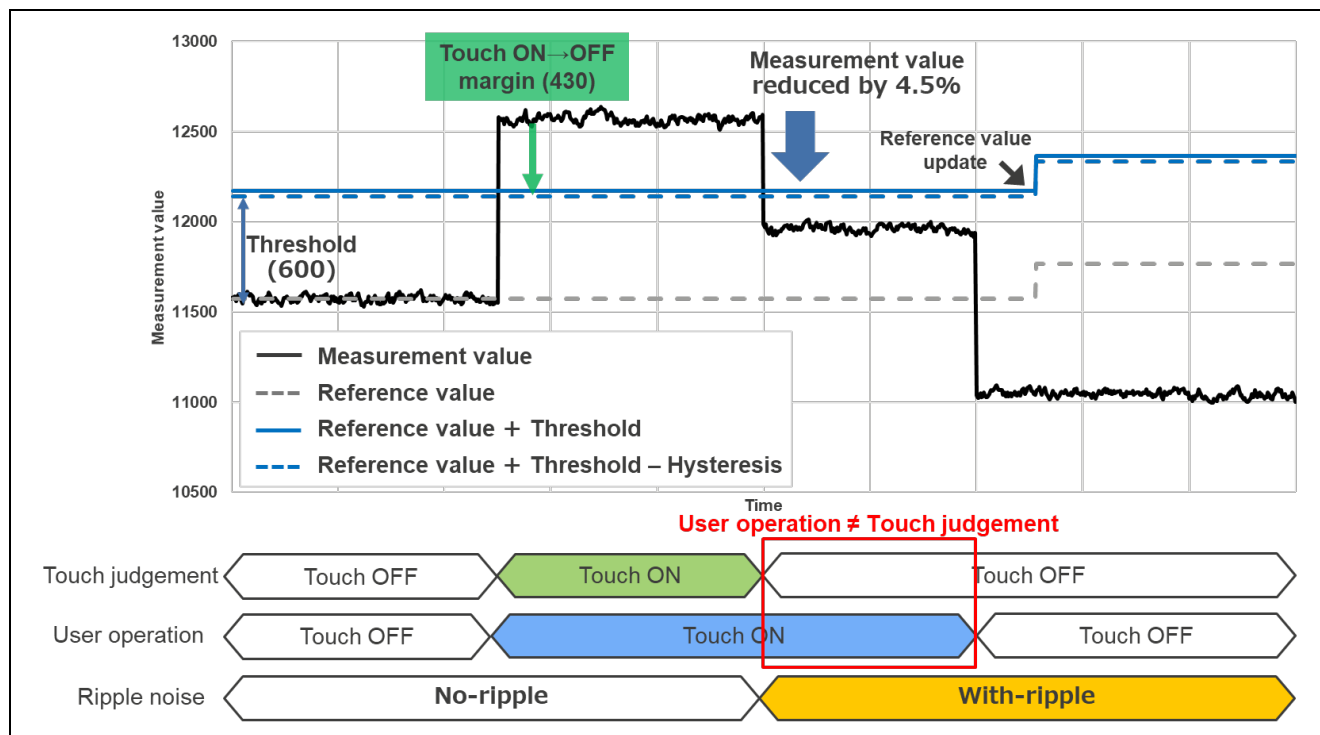 13000
12500
12000
11500
11000
10500
Measurement value
Touch ON→OFF
margin (430)
Measurement value
reduced by 4.5%
Reference value
update
Threshold
(600)
Measurement value
Reference value
Reference value + Threshold
Reference value + Threshold – Hysteresis
Time
User operation ≠ Touch judgement
Touch judgement
Touch OFF
Touch ON
Touch OFF
User operation
Touch OFF
Touch ON
Touch OFF
Ripple noise
No-ripple
With-ripple